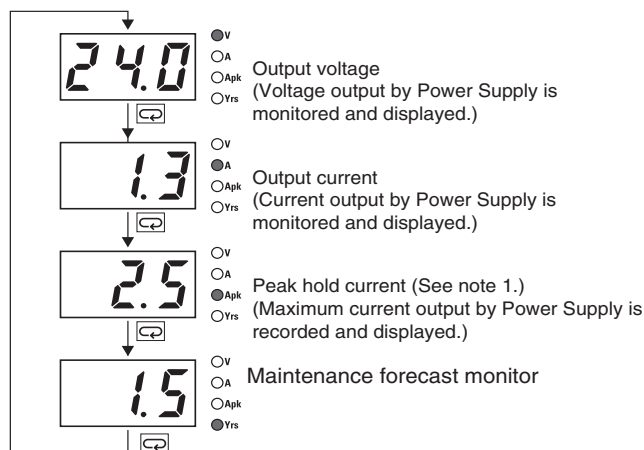 24.0
V
A
Apk
Yrs
Output voltage
(Voltage output by Power Supply is
monitored and displayed.)
1.3
V
A
Apk
Yrs
Output current
(Current output by Power Supply is
monitored and displayed.)
2.5
V
A
Apk
Yrs
Peak hold current (See note 1.)
(Maximum current output by Power Supply is
recorded and displayed.)
1.5
V
A
Apk
Yrs
Maintenance forecast monitor